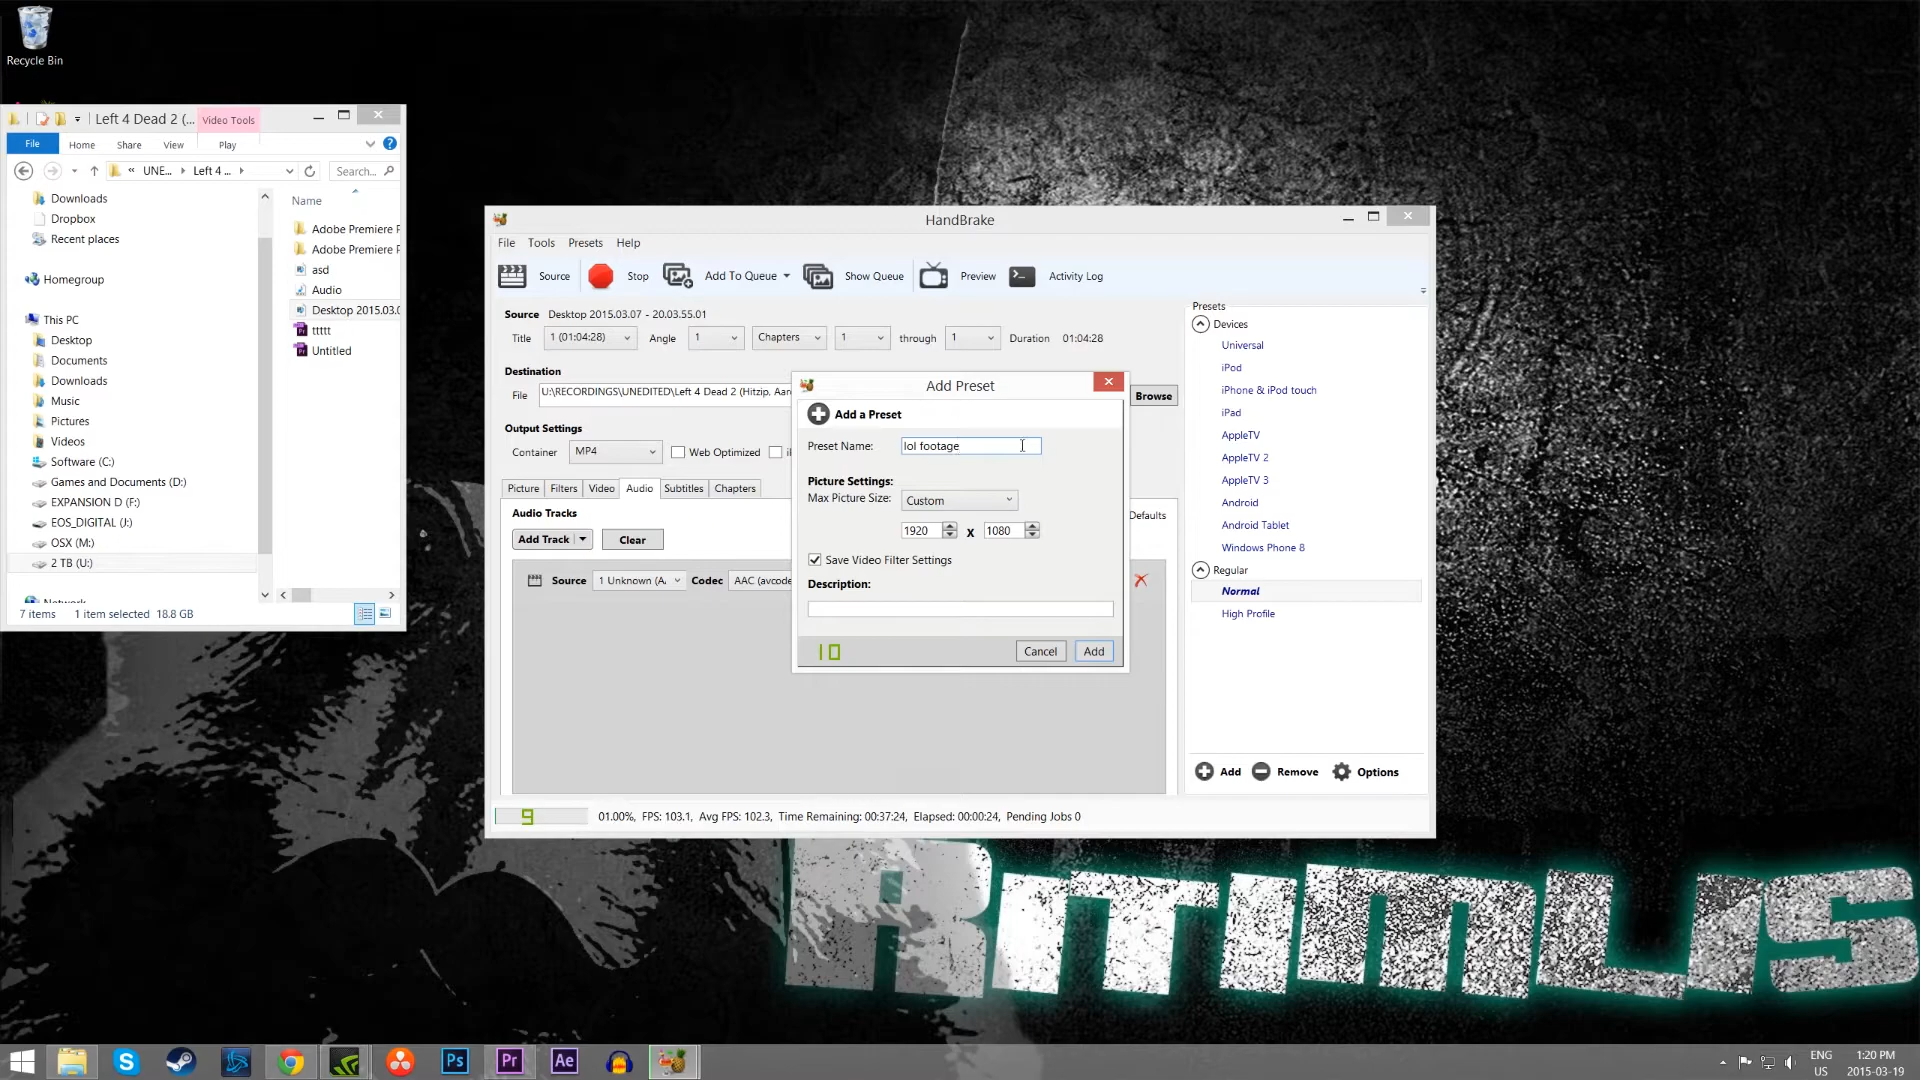 Recycle Bin
Left 4 Dead 2 (...
Video Tools
File
Home
Share
View
Play
UNE...
Left 4 ...
Search...
Downloads
Dropbox
Recent places
Homegroup
This PC
Desktop
Documents
Downloads
Music
Pictures
Videos
Software (C:)
Games and Documents (D:)
EXPANSION D (F:)
EOS_DIGITAL (J:)
OSX (M:)
2 TB (U:)
Name
Adobe Premiere P
Adobe Premiere P
asd
Audio
Desktop 2015.03.0
ttttt
Untitled
7 items 1 item selected 18.8 GB
HandBrake
File Tools Presets Help
Source Stop Add To Queue Show Queue Preview Activity Log
Source Desktop 2015.03.07 - 20.03.55.01
Title 1 (01:04:28) Angle 1 Chapters 1 through 1 Duration 01:04:28
Destination
File U:\RECORDINGS\UNEDITED\Left 4 Dead 2 (Hitzip, Aar
Browse
Output Settings
Container MP4 Web Optimized
Picture Filters Video Audio Subtitles Chapters
Audio Tracks
Defaults
Add Track Clear
Source 1 Unknown (A Codec AAC (avcode
Add Preset
Add a Preset
Preset Name: lol footage
Picture Settings:
Max Picture Size: Custom
1920 x 1080
Save Video Filter Settings
Description:
10
Cancel Add
Presets
Devices
Universal
iPod
iPhone & iPod touch
iPad
AppleTV
AppleTV 2
AppleTV 3
Android
Android Tablet
Windows Phone 8
Regular
Normal
High Profile
Add Remove Options
9
01.00%, FPS: 103.1, Avg FPS: 102.3, Time Remaining: 00:37:24, Elapsed: 00:00:24, Pending Jobs 0
RITIMUS
S
Ps
Pr
Ae
ENG
US
1:20 PM
2015-03-19